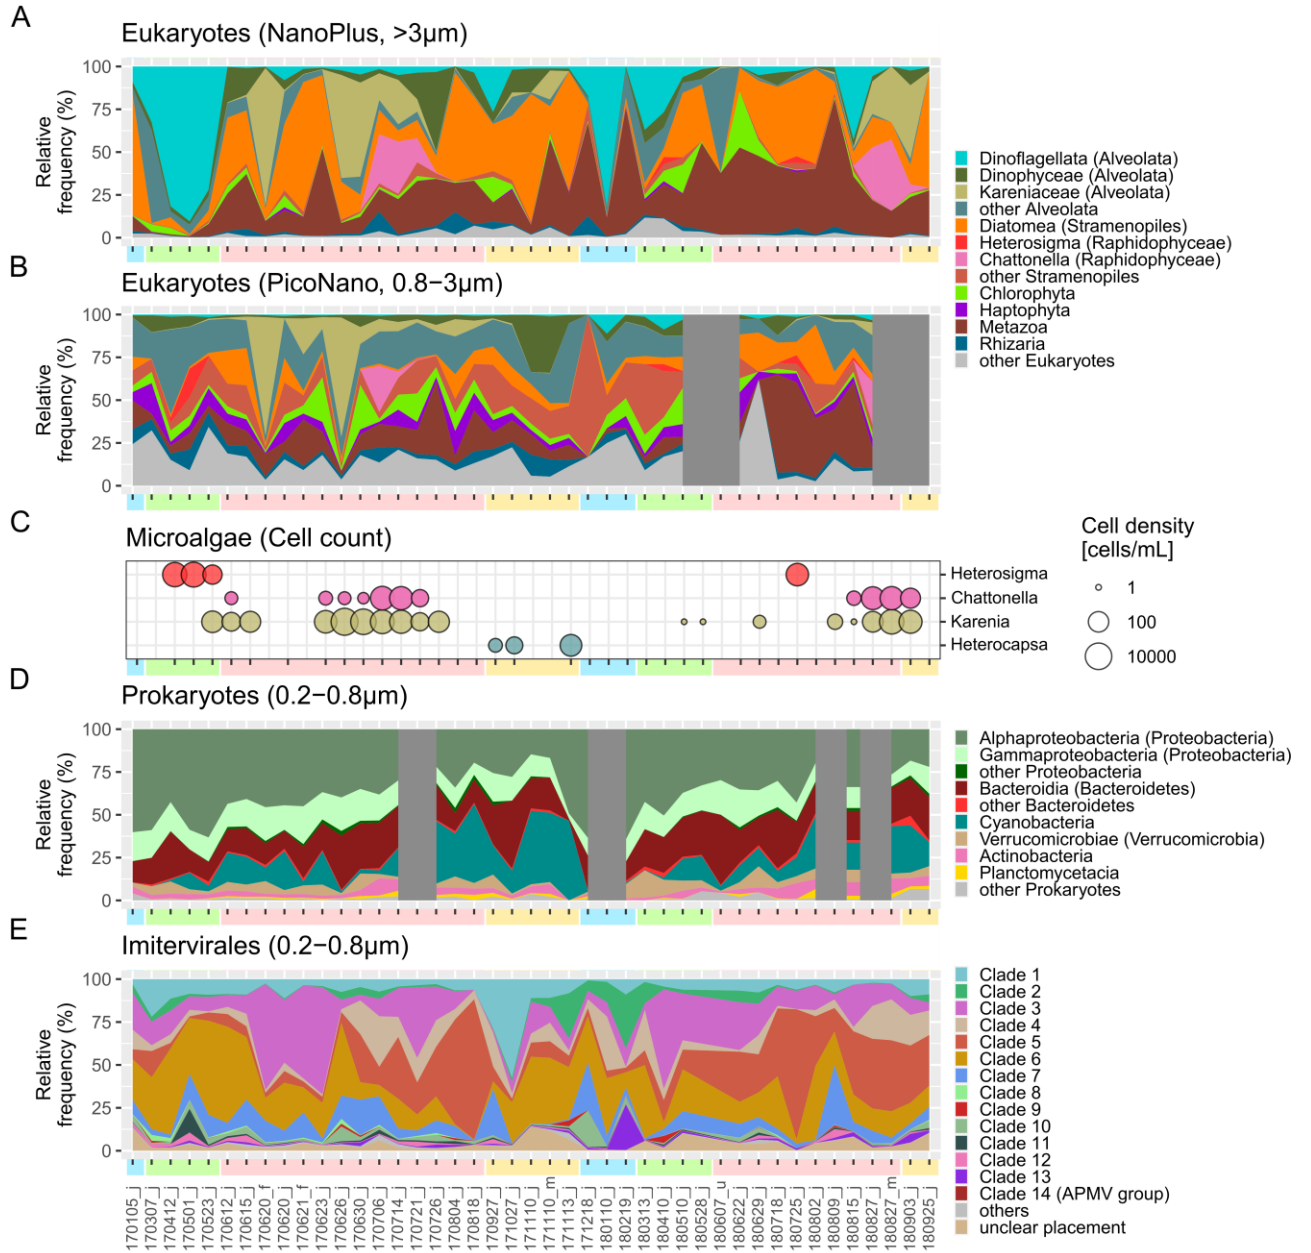 A
Eukaryotes (NanoPlus, >3μm)
Relative
frequency (%)
100
75
50
25
0
Dinoflagellata (Alveolata)
Dinophyceae (Alveolata)
Kareniaceae (Alveolata)
other Alveolata
Diatomea (Stramenopiles)
Heterosigma (Raphidophyceae)
Chattonella (Raphidophyceae)
other Stramenopiles
Chlorophyta
Haptophyta
Metazoa
Rhizaria
other Eukaryotes
B
Eukaryotes (PicoNano, 0.8−3μm)
Relative
frequency (%)
100
75
50
25
0
C
Microalgae (Cell count)
Heterosigma
Chattonella
Karenia
Heterocapsa
Cell density
[cells/mL]
1
100
10000
D
Prokaryotes (0.2−0.8μm)
Relative
frequency (%)
100
75
50
25
0
Alphaproteobacteria (Proteobacteria)
Gammaproteobacteria (Proteobacteria)
other Proteobacteria
Bacteroidia (Bacteroidetes)
other Bacteroidetes
Cyanobacteria
Verrucomicrobiae (Verrucomicrobia)
Actinobacteria
Planctomycetacia
other Prokaryotes
E
Imitervirales (0.2−0.8μm)
Relative
frequency (%)
100
75
50
25
0
Clade 1
Clade 2
Clade 3
Clade 4
Clade 5
Clade 6
Clade 7
Clade 8
Clade 9
Clade 10
Clade 11
Clade 12
Clade 13
Clade 14 (APMV group)
others
unclear placement
170105_j
170307_j
170412_j
170501_j
170523_j
170612_j
170615_j
170620_f
170620_j
170621_f
170623_j
170626_j
170630_j
170706_j
170714_j
170721_j
170726_j
170804_j
170818_j
170927_j
171027_j
171110_j
171110_m
171113_j
171218_j
180110_j
180219_j
180313_j
180410_j
180510_j
180528_j
180607_u
180622_j
180629_j
180718_j
180725_j
180802_j
180809_j
180815_j
180827_j
180827_m
180903_j
180925_j